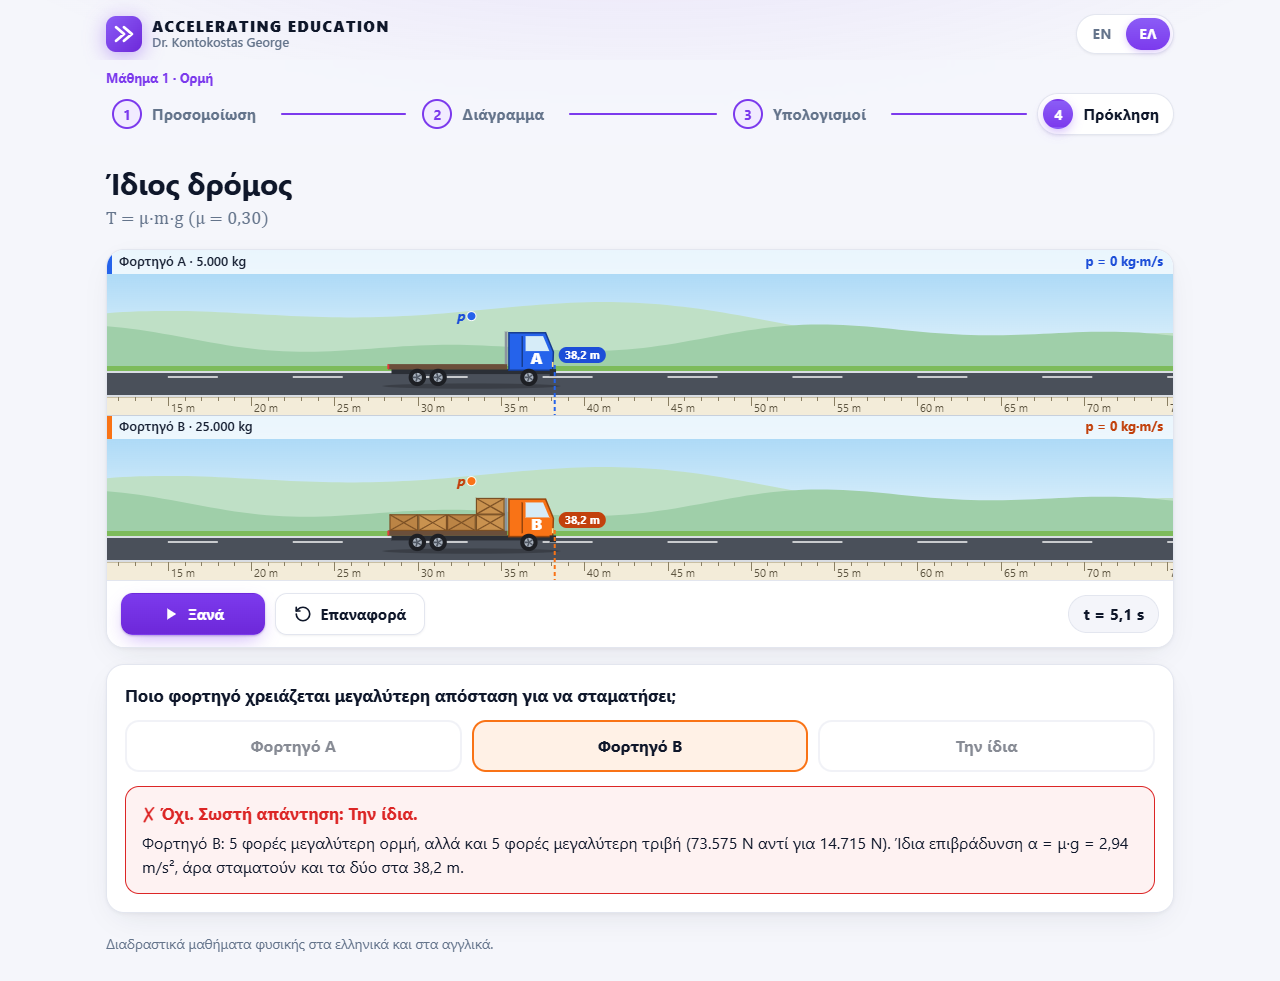 ACCELERATING EDUCATION
Dr. Kontokostas George
EN ΕΛ
Μάθημα 1 · Ορμή
1 Προσομοίωση 2 Διάγραμμα 3 Υπολογισμοί 4 Πρόκληση
Ίδιος δρόμος
T = μ·m·g (μ = 0,30)
Φορτηγό A · 5.000 kg p = 0 kg·m/s
p
A 38,2 m
15 m 20 m 25 m 30 m 35 m 40 m 45 m 50 m 55 m 60 m 65 m 70 m
Φορτηγό B · 25.000 kg p = 0 kg·m/s
p
B 38,2 m
15 m 20 m 25 m 30 m 35 m 40 m 45 m 50 m 55 m 60 m 65 m 70 m
Ξανά Επαναφορά t = 5,1 s
Ποιο φορτηγό χρειάζεται μεγαλύτερη απόσταση για να σταματήσει;
Φορτηγό A Φορτηγό B Την ίδια
✗ Όχι. Σωστή απάντηση: Την ίδια.
Φορτηγό B: 5 φορές μεγαλύτερη ορμή, αλλά και 5 φορές μεγαλύτερη τριβή (73.575 N αντί για 14.715 N). Ίδια επιβράδυνση α = μ·g = 2,94
m/s², άρα σταματούν και τα δύο στα 38,2 m.
Διαδραστικά μαθήματα φυσικής στα ελληνικά και στα αγγλικά.